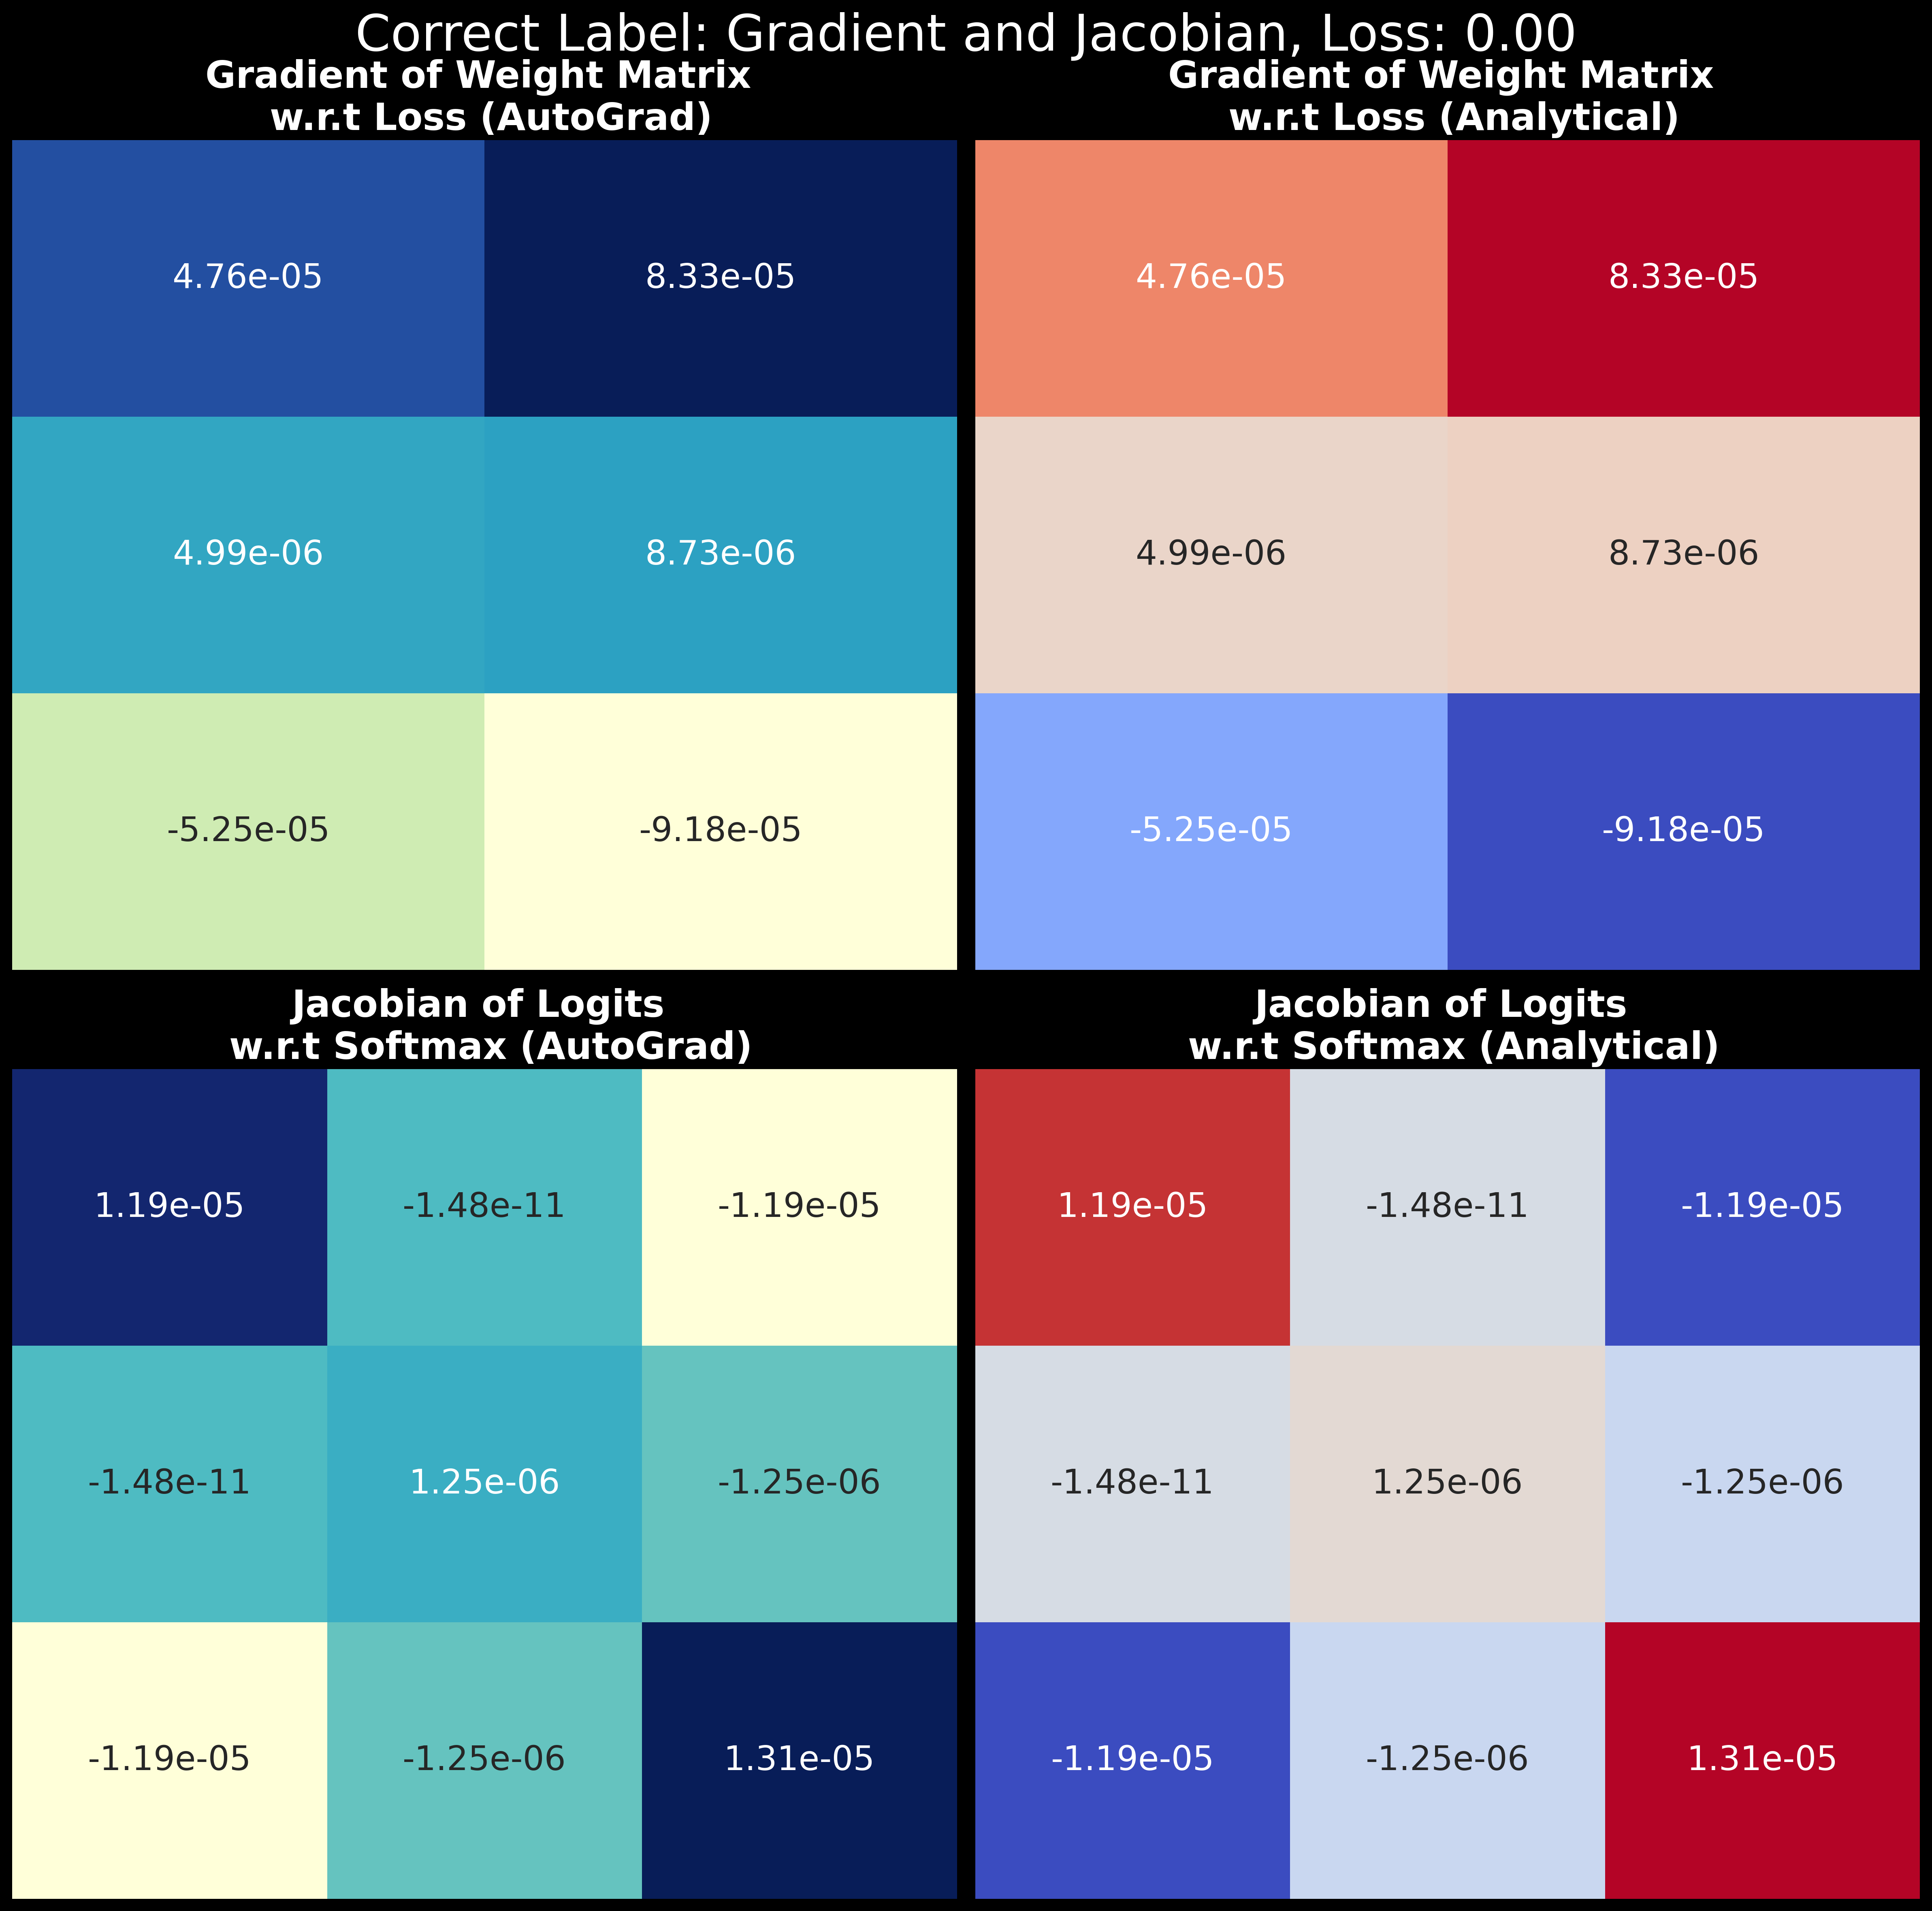 Correct Label: Gradient and Jacobian, Loss: 0.00
Gradient of Weight Matrix
w.r.t Loss (AutoGrad)
4.76e-05 8.33e-05
4.99e-06 8.73e-06
-5.25e-05 -9.18e-05
Gradient of Weight Matrix
w.r.t Loss (Analytical)
4.76e-05 8.33e-05
4.99e-06 8.73e-06
-5.25e-05 -9.18e-05
Jacobian of Logits
w.r.t Softmax (AutoGrad)
1.19e-05 -1.48e-11 -1.19e-05
-1.48e-11 1.25e-06 -1.25e-06
-1.19e-05 -1.25e-06 1.31e-05
Jacobian of Logits
w.r.t Softmax (Analytical)
1.19e-05 -1.48e-11 -1.19e-05
-1.48e-11 1.25e-06 -1.25e-06
-1.19e-05 -1.25e-06 1.31e-05